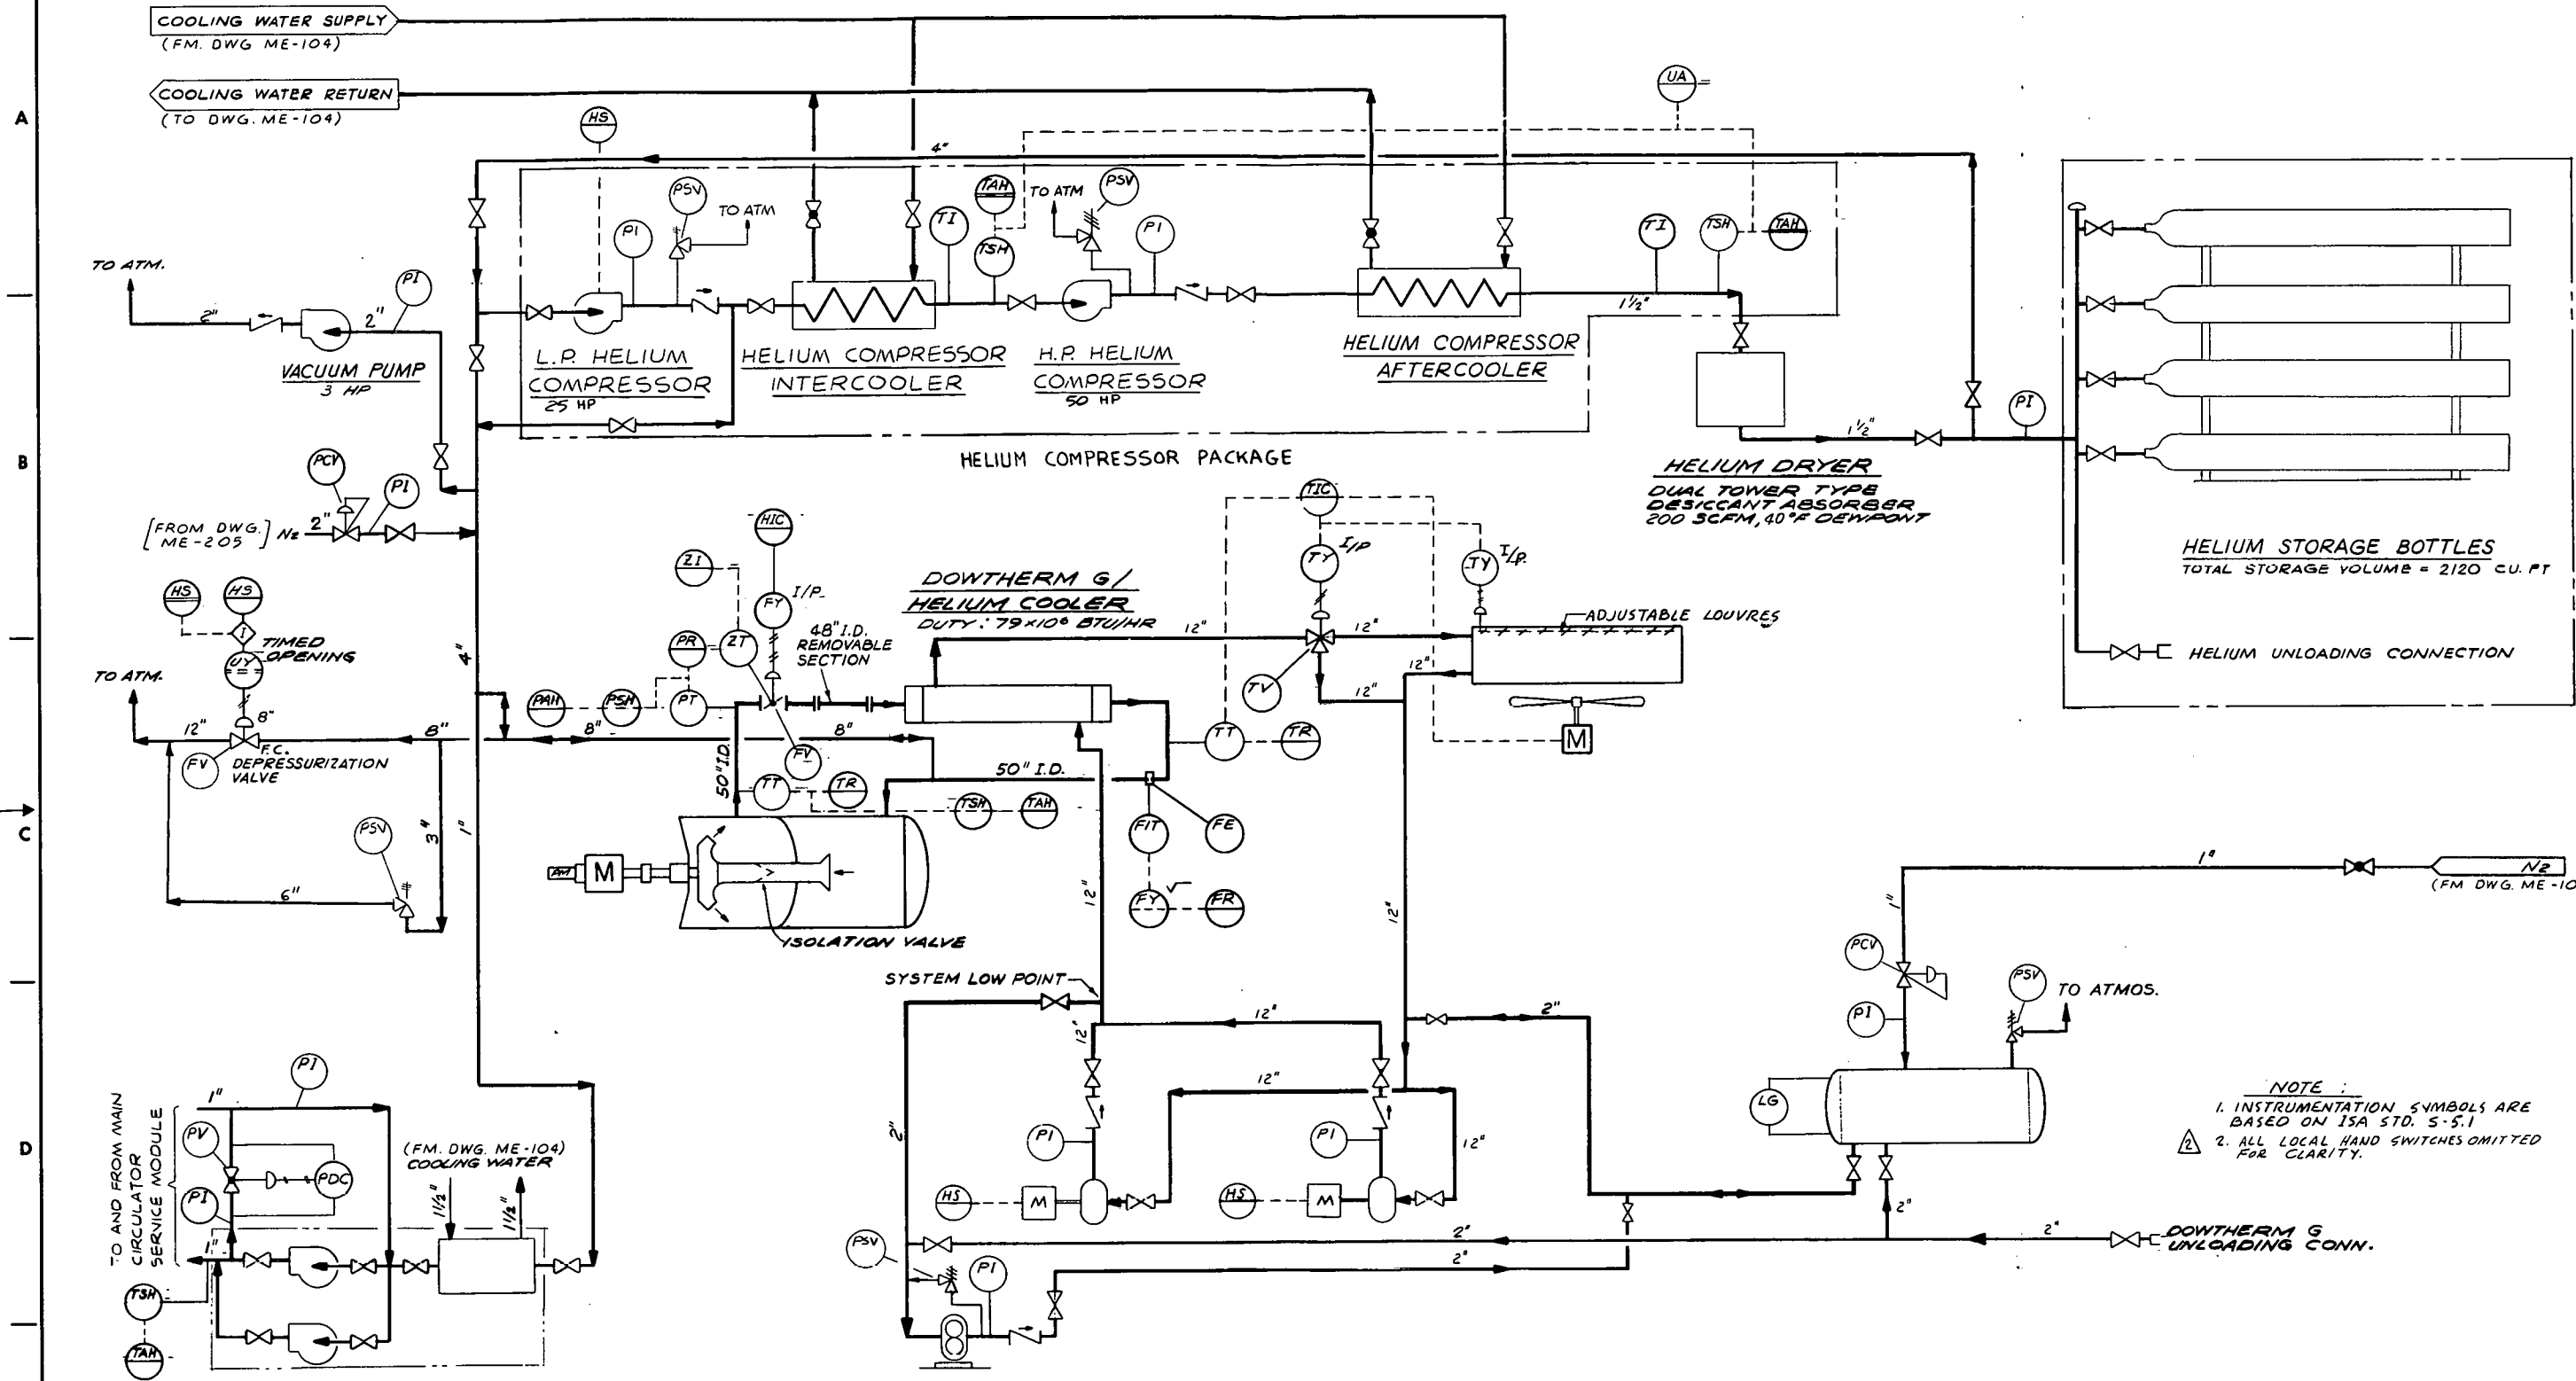 COOLING WATER SUPPLY
(FM. DWG ME-104)
COOLING WATER RETURN
(TO DWG. ME-104)
A
B
C
D
HS
UA
4"
PSV
TO ATM
PI
TI
TAH
TSH
TO ATM
PSV
PI
TI
TSH
TAH
1½"
L.P. HELIUM
COMPRESSOR
25 HP
HELIUM COMPRESSOR
INTERCOOLER
H.P. HELIUM
COMPRESSOR
50 HP
HELIUM COMPRESSOR
AFTERCOOLER
HELIUM COMPRESSOR PACKAGE
TO ATM.
2"
2"
PI
VACUUM PUMP
3 HP
PCV
PI
[FROM DWG.
ME-205] N2
2"
HELIUM DRYER
DUAL TOWER TYPE
DESICCANT ABSORBER
200 SCFM, 40°F DEWPONT
1½"
PI
HELIUM STORAGE BOTTLES
TOTAL STORAGE VOLUME = 2120 CU. FT
HELIUM UNLOADING CONNECTION
HS
HS
I
TIMED
OPENING
UY
TO ATM.
12"
8"
8"
F.C.
DEPRESSURIZATION
VALVE
FV
4"
1"
3"
6"
PSV
ZI
HIC
FY
I/P
ZT
PR
PT
PSH
PAH
8"
8"
48" I.D.
REMOVABLE
SECTION
FV
50" I.D.
TT
TR
TSH
TAH
50" I.D.
DOWTHERM G/
HELIUM COOLER
DUTY: 79x10⁶ BTU/HR
12"
TIC
TY
I/P
TY
I/P.
12"
ADJUSTABLE LOUVRES
12"
12"
TV
TT
TR
M
FIT
FE
FY
√
FR
M
ISOLATION VALVE
12"
12"
SYSTEM LOW POINT
12"
12"
12"
12"
2"
2"
PI
PI
HS
M
HS
M
PSV
PI
2"
2"
2"
2"
DOWTHERM G
UNLOADING CONN.
1"
N2
(FM DWG. ME-10
1"
PCV
PI
PSV
TO ATMOS.
LG
NOTE :
1. INSTRUMENTATION SYMBOLS ARE
BASED ON ISA STD. S-5.1
2 2. ALL LOCAL HAND SWITCHES OMITTED
FOR CLARITY.
PI
1"
PV
PDC
PI
1"
TO AND FROM MAIN
CIRCULATOR
SERVICE MODULE
(FM. DWG. ME-104)
COOLING WATER
1½"
1½"
TSH
TAH